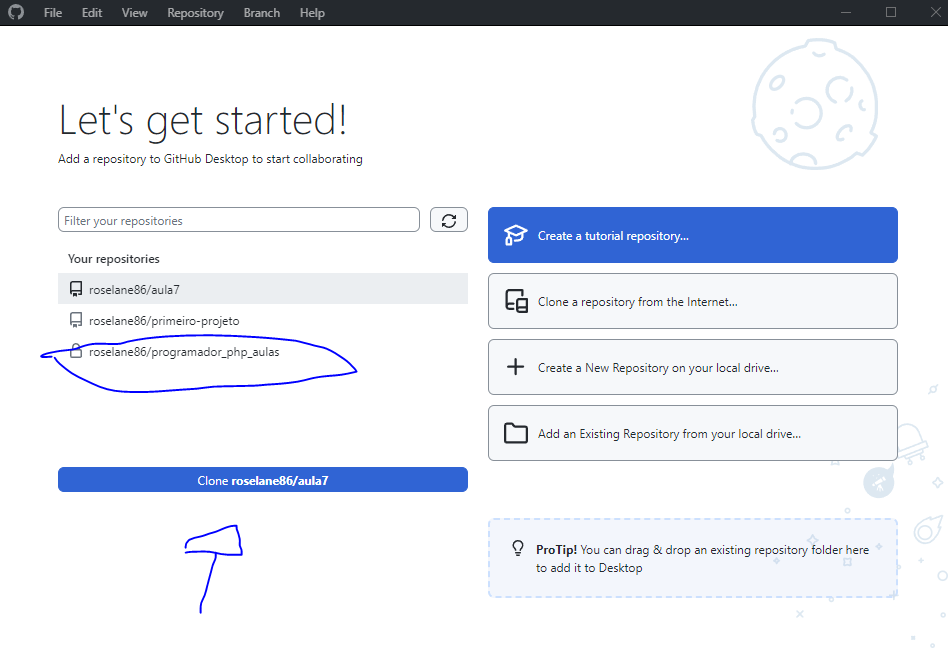 File Edit View Repository Branch Help
Let's get started!
Add a repository to GitHub Desktop to start collaborating
Filter your repositories
Your repositories
roselane86/aula7
roselane86/primeiro-projeto
roselane86/programador_php_aulas
Clone roselane86/aula7
Create a tutorial repository...
Clone a repository from the Internet...
Create a New Repository on your local drive...
Add an Existing Repository from your local drive...
ProTip! You can drag & drop an existing repository folder here
to add it to Desktop